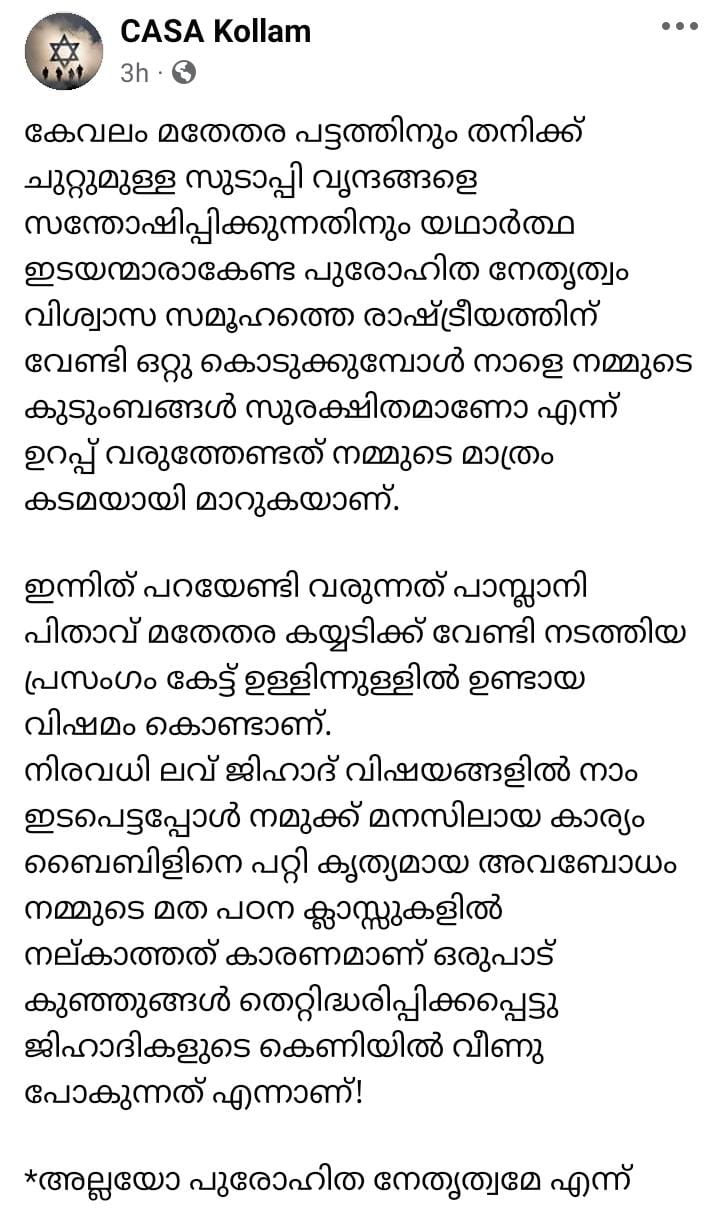 CASA Kollam
3h ·
കേവലം മതേതര പട്ടത്തിനും തനിക്ക്
ചുറ്റുമുള്ള സുടാപ്പി വൃന്ദങ്ങളെ
സന്തോഷിപ്പിക്കുന്നതിനും യഥാർത്ഥ
ഇടയന്മാരാകേണ്ട പുരോഹിത നേതൃത്വം
വിശ്വാസ സമൂഹത്തെ രാഷ്ട്രീയത്തിന്
വേണ്ടി ഒറ്റു കൊടുക്കുമ്പോൾ നാളെ നമ്മുടെ
കുടുംബങ്ങൾ സുരക്ഷിതമാണോ എന്ന്
ഉറപ്പ് വരുത്തേണ്ടത് നമ്മുടെ മാത്രം
കടമയായി മാറുകയാണ്.
ഇന്നിത് പറയേണ്ടി വരുന്നത് പാമ്പ്ലാനി
പിതാവ് മതേതര കയ്യടിക്ക് വേണ്ടി നടത്തിയ
പ്രസംഗം കേട്ട് ഉള്ളിന്നുള്ളിൽ ഉണ്ടായ
വിഷമം കൊണ്ടാണ്.
നിരവധി ലവ് ജിഹാദ് വിഷയങ്ങളിൽ നാം
ഇടപെട്ടപ്പോൾ നമുക്ക് മനസിലായ കാര്യം
ബൈബിളിനെ പറ്റി കൃത്യമായ അവബോധം
നമ്മുടെ മത പഠന ക്ലാസ്സുകളിൽ
നല്കാത്തത് കാരണമാണ് ഒരുപാട്
കുഞ്ഞുങ്ങൾ തെറ്റിദ്ധരിപ്പിക്കപ്പെട്ടു
ജിഹാദികളുടെ കെണിയിൽ വീണു
പോകുന്നത് എന്നാണ്!
*അല്ലയോ പുരോഹിത നേതൃത്വമേ എന്ന്